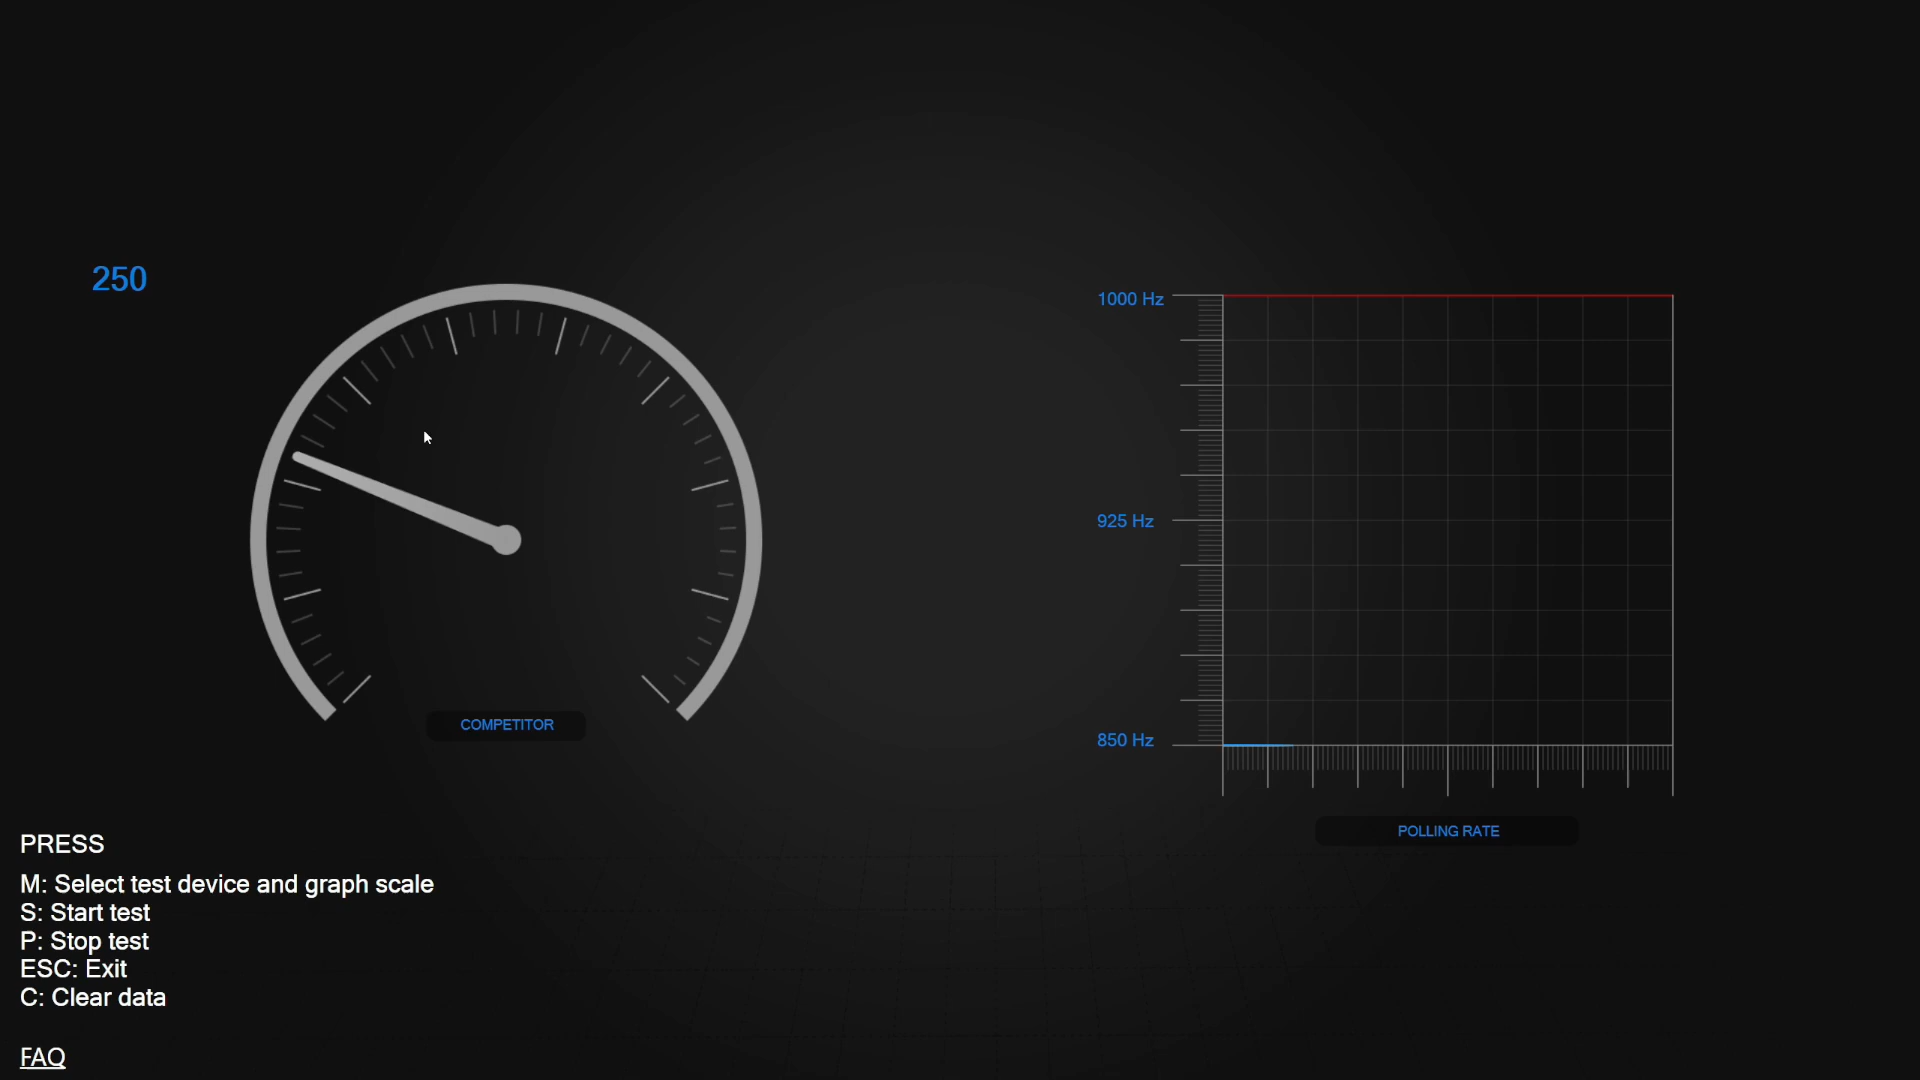 250
1000 Hz
925 Hz
850 Hz
COMPETITOR
POLLING RATE
PRESS
M: Select test device and graph scale
S: Start test
P: Stop test
ESC: Exit
C: Clear data
FAQ